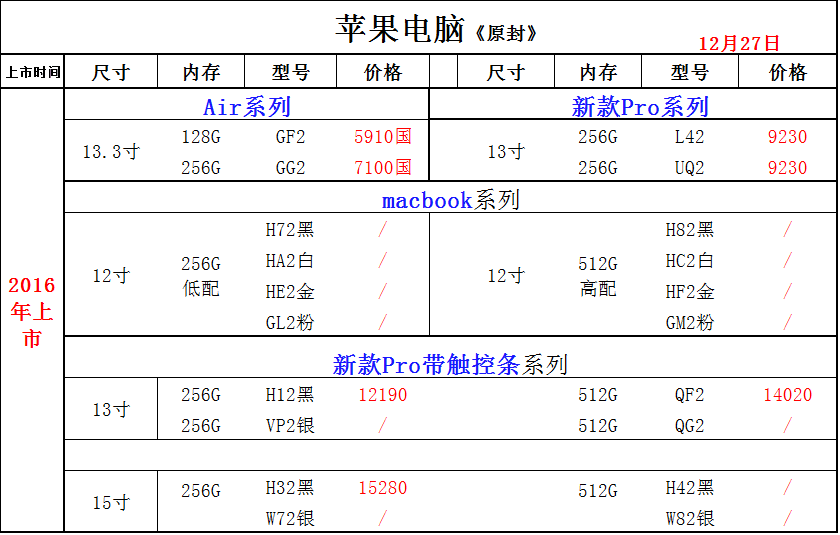 苹果电脑《原封》
12月27日
上市时间 尺寸 内存 型号 价格 尺寸 内存 型号 价格
Air系列 新款Pro系列
13.3寸 128G GF2 5910国 13寸 256G L42 9230
256G GG2 7100国 256G UQ2 9230
macbook系列
2016年上市
12寸 256G低配 H72黑 / 12寸 512G高配 H82黑 /
HA2白 / HC2白 /
HE2金 / HF2金 /
GL2粉 / GM2粉 /
新款Pro带触控条系列
13寸 256G H12黑 12190 512G QF2 14020
256G VP2银 / 512G QG2 /
15寸 256G H32黑 15280 512G H42黑 /
W72银 / W82银 /